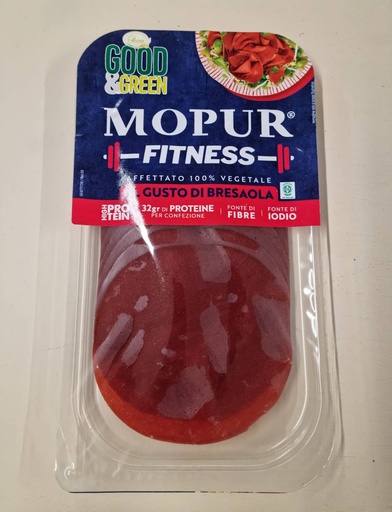 GOOD
&GREEN
MOPUR®
FITNESS
AFFETTATO 100% VEGETALE
GUSTO DI BRESAOLA
HIGH PROTEIN
32gr DI PROTEINE
PER CONFEZIONE
FONTE DI
FIBRE
FONTE DI
IODIO